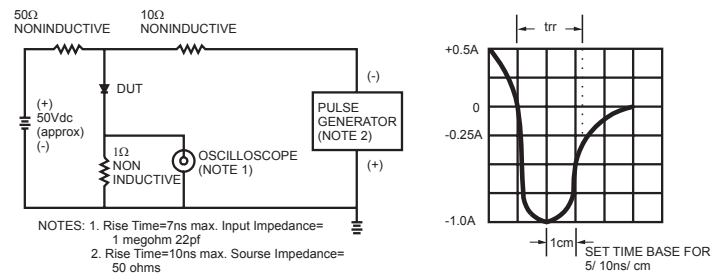 50Ω
NONINDUCTIVE
10Ω
NONINDUCTIVE
DUT
(+)
50Vdc
(approx)
(-)
1Ω
NON
INDUCTIVE
OSCILLOSCOPE
(NOTE 1)
(-)
PULSE
GENERATOR
(NOTE 2)
(+)
NOTES: 1. Rise Time=7ns max. Input Impedance=
1 megohm 22pf
2. Rise Time=10ns max. Sourse Impedance=
50 ohms
trr
+0.5A
0
-0.25A
-1.0A
1cm
SET TIME BASE FOR
5/ 10ns/ cm